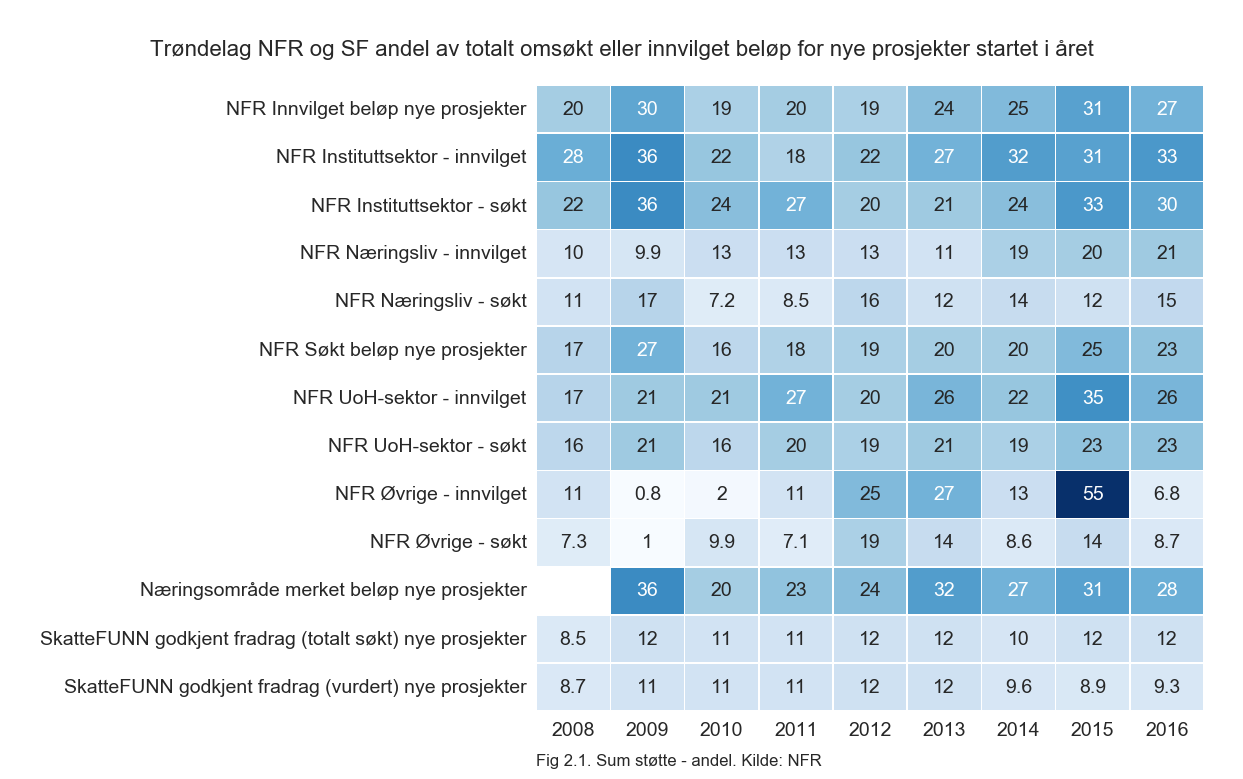 Trøndelag NFR og SF andel av totalt omsøkt eller innvilget beløp for nye prosjekter startet i året
NFR Innvilget beløp nye prosjekter 20 30 19 20 19 24 25 31 27
NFR Instituttsektor - innvilget 28 36 22 18 22 27 32 31 33
NFR Instituttsektor - søkt 22 36 24 27 20 21 24 33 30
NFR Næringsliv - innvilget 10 9.9 13 13 13 11 19 20 21
NFR Næringsliv - søkt 11 17 7.2 8.5 16 12 14 12 15
NFR Søkt beløp nye prosjekter 17 27 16 18 19 20 20 25 23
NFR UoH-sektor - innvilget 17 21 21 27 20 26 22 35 26
NFR UoH-sektor - søkt 16 21 16 20 19 21 19 23 23
NFR Øvrige - innvilget 11 0.8 2 11 25 27 13 55 6.8
NFR Øvrige - søkt 7.3 1 9.9 7.1 19 14 8.6 14 8.7
Næringsområde merket beløp nye prosjekter 36 20 23 24 32 27 31 28
SkatteFUNN godkjent fradrag (totalt søkt) nye prosjekter 8.5 12 11 11 12 12 10 12 12
SkatteFUNN godkjent fradrag (vurdert) nye prosjekter 8.7 11 11 11 12 12 9.6 8.9 9.3
2008 2009 2010 2011 2012 2013 2014 2015 2016
Fig 2.1. Sum støtte - andel. Kilde: NFR